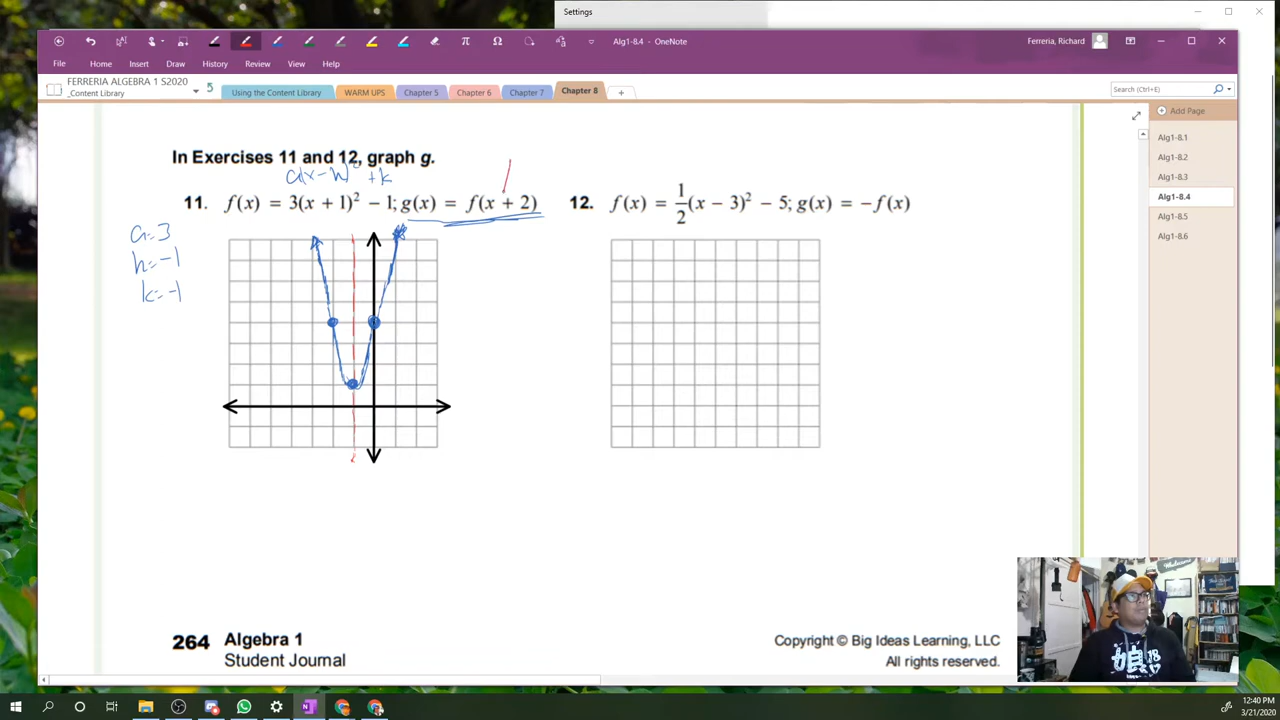 Settings
Alg1-8.4 - OneNote
Ferreria, Richard
File Home Insert Draw History Review View Help
FERRERIA ALGEBRA 1 S2020
_Content Library
Using the Content Library WARM UPS Chapter 5 Chapter 6 Chapter 7 Chapter 8
Search (Ctrl+E)
Add Page
Alg1-8.1
Alg1-8.2
Alg1-8.3
Alg1-8.4
Alg1-8.5
Alg1-8.6
In Exercises 11 and 12, graph g.
a(x-h)² +k
11. f(x) = 3(x + 1)² − 1; g(x) = f(x + 2)
12. f(x) = 1/2(x − 3)² − 5; g(x) = −f(x)
a=3
h=-1
k=-1
264 Algebra 1
Student Journal
Copyright © Big Ideas Learning, LLC
All rights reserved.
Welcome
娘
18
12:40 PM
3/21/2020